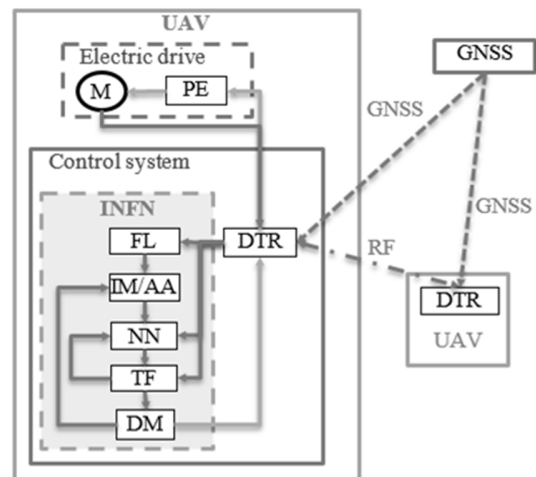 UAV
Electric drive
M
PE
GNSS
GNSS
GNSS
Control system
INFN
FL
DTR
RF
IM/AA
NN
TF
DM
DTR
UAV